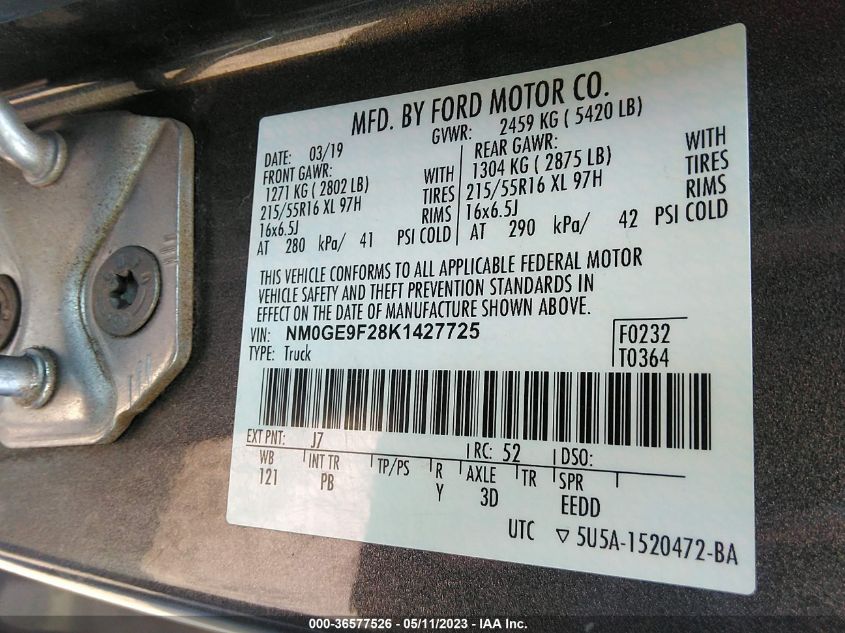 MFD. BY FORD MOTOR CO.
DATE: 03/19 GVWR: 2459 KG ( 5420 LB)
FRONT GAWR: REAR GAWR:
1271 KG ( 2802 LB) WITH 1304 KG ( 2875 LB) WITH
215/55R16 XL 97H TIRES 215/55R16 XL 97H TIRES
16x6.5J RIMS 16x6.5J RIMS
AT 280 kPa/ 41 PSI COLD AT 290 kPa/ 42 PSI COLD
THIS VEHICLE CONFORMS TO ALL APPLICABLE FEDERAL MOTOR
VEHICLE SAFETY AND THEFT PREVENTION STANDARDS IN
EFFECT ON THE DATE OF MANUFACTURE SHOWN ABOVE.
VIN: NM0GE9F28K1427725 F0232
TYPE: Truck T0364
EXT PNT: J7 RC: 52 DSO:
WB INT TR TP/PS R AXLE TR SPR
121 PB Y 3D EEDD
UTC ▽ 5U5A-1520472-BA
000-36577526 - 05/11/2023 - IAA Inc.